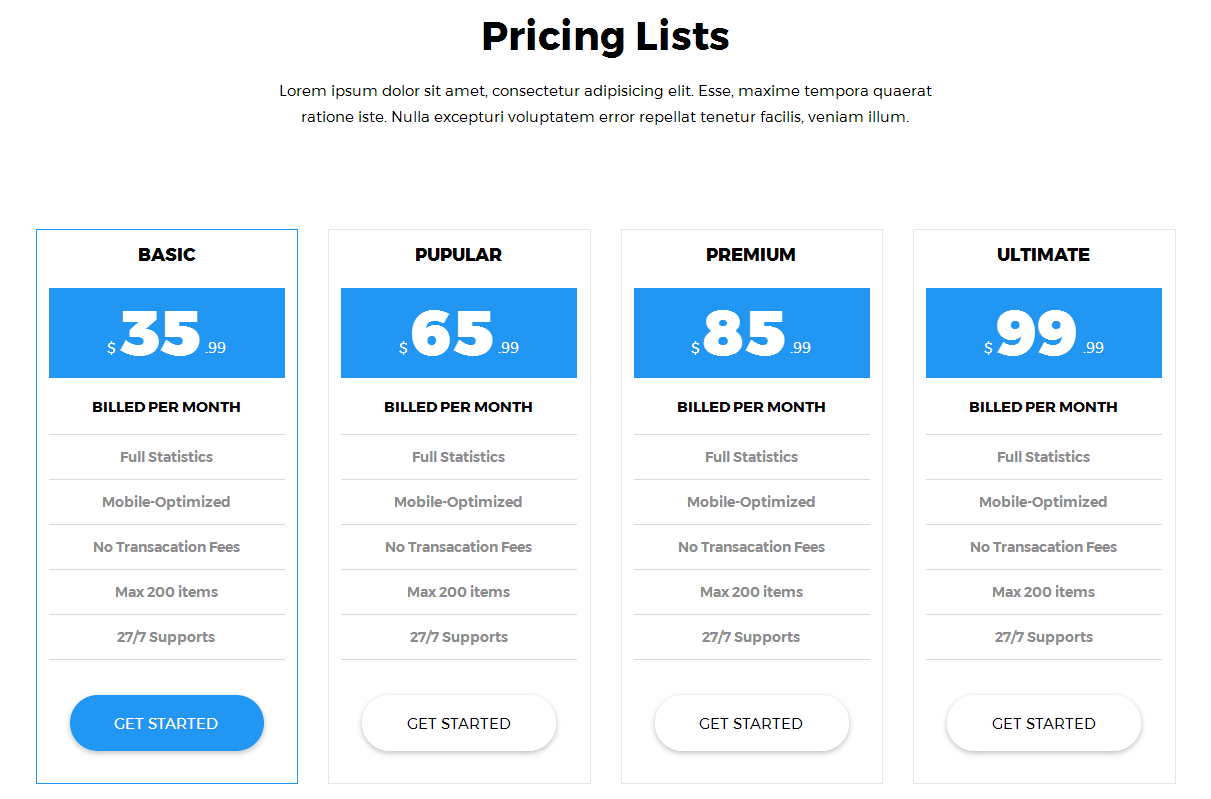 Pricing Lists
Lorem ipsum dolor sit amet, consectetur adipisicing elit. Esse, maxime tempora quaerat
ratione iste. Nulla excepturi voluptatem error repellat tenetur facilis, veniam illum.
BASIC
$ 35 .99
BILLED PER MONTH
Full Statistics
Mobile-Optimized
No Transacation Fees
Max 200 items
27/7 Supports
GET STARTED
PUPULAR
$ 65 .99
BILLED PER MONTH
Full Statistics
Mobile-Optimized
No Transacation Fees
Max 200 items
27/7 Supports
GET STARTED
PREMIUM
$ 85 .99
BILLED PER MONTH
Full Statistics
Mobile-Optimized
No Transacation Fees
Max 200 items
27/7 Supports
GET STARTED
ULTIMATE
$ 99 .99
BILLED PER MONTH
Full Statistics
Mobile-Optimized
No Transacation Fees
Max 200 items
27/7 Supports
GET STARTED